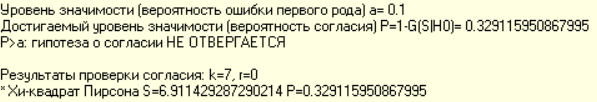 Уровень значимости (вероятность ошибки первого рода) a= 0.1
Достигаемый уровень значимости (вероятность согласия) P=1-G(S|H0)= 0.329115950867995
P>a: гипотеза о согласии НЕ ОТВЕРГАЕТСЯ
Результаты проверки согласия: k=7, r=0
*Хи-квадрат Пирсона S=6.911429287290214 P=0.329115950867995